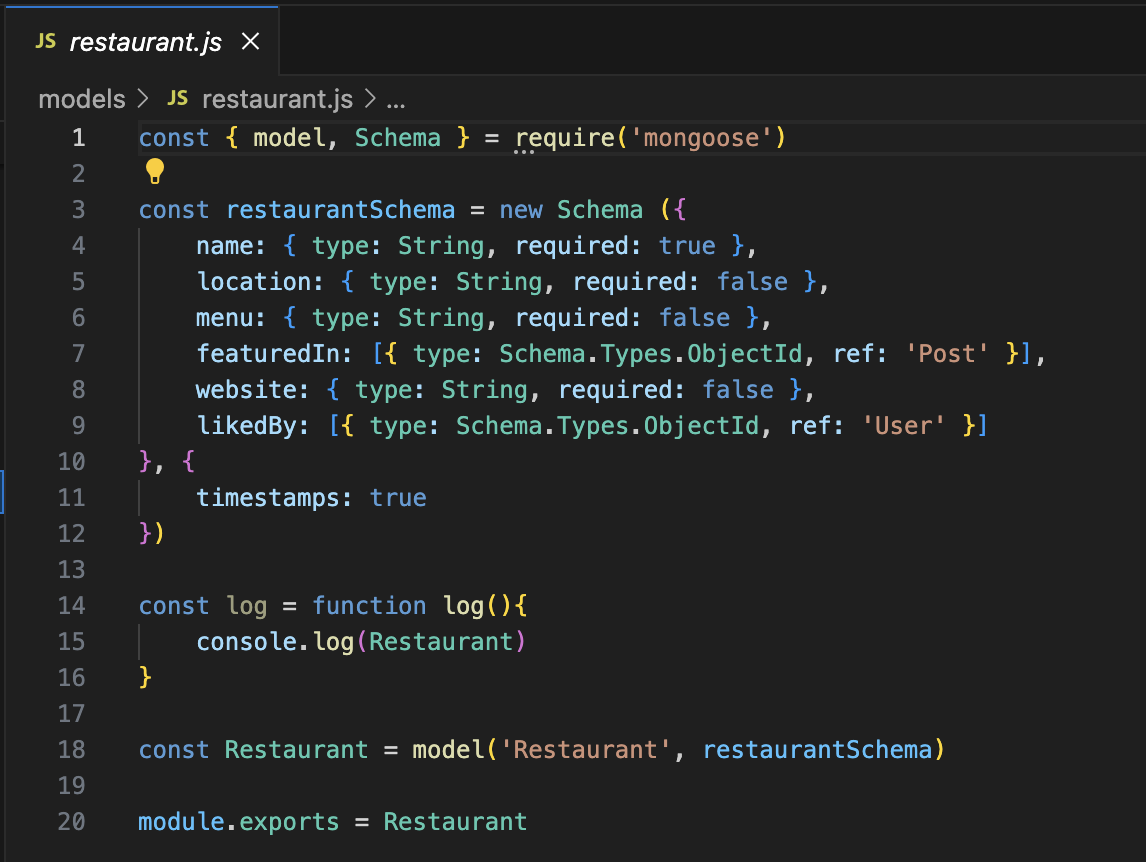 JS restaurant.js ×
models > JS restaurant.js > ...
1 const { model, Schema } = require('mongoose')
2
3 const restaurantSchema = new Schema ({
4     name: { type: String, required: true },
5     location: { type: String, required: false },
6     menu: { type: String, required: false },
7     featuredIn: [{ type: Schema.Types.ObjectId, ref: 'Post' }],
8     website: { type: String, required: false },
9     likedBy: [{ type: Schema.Types.ObjectId, ref: 'User' }]
10 }, {
11     timestamps: true
12 })
13
14 const log = function log(){
15     console.log(Restaurant)
16 }
17
18 const Restaurant = model('Restaurant', restaurantSchema)
19
20 module.exports = Restaurant